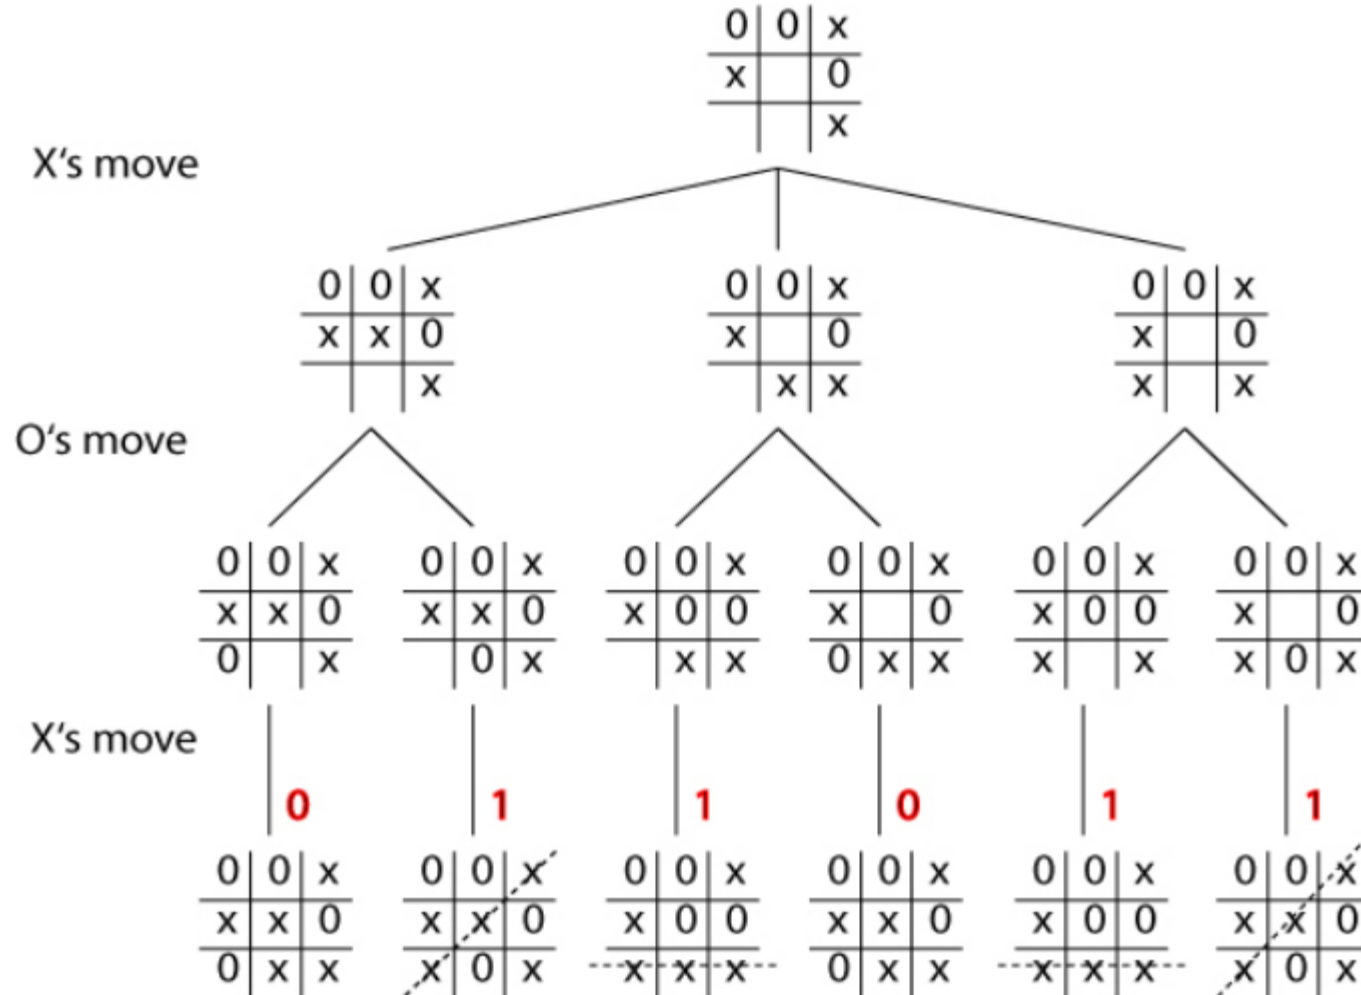 0 0 x
x 0
x
X‘s move
0 0 x 0 0 x 0 0 x
x x 0 x 0 x 0
x x x x x
O‘s move
0 0 x 0 0 x 0 0 x 0 0 x 0 0 x 0 0 x
x x 0 x x 0 x 0 0 x 0 x 0 0 x 0
0 x 0 x x x 0 x x x x x 0 x
X‘s move
0 1 1 0 1 1
0 0 x 0 0 x 0 0 x 0 0 x 0 0 x 0 0 x
x x 0 x x 0 x 0 0 x x 0 x 0 0 x x 0
0 x x x 0 x x x x 0 x x x x x x 0 x